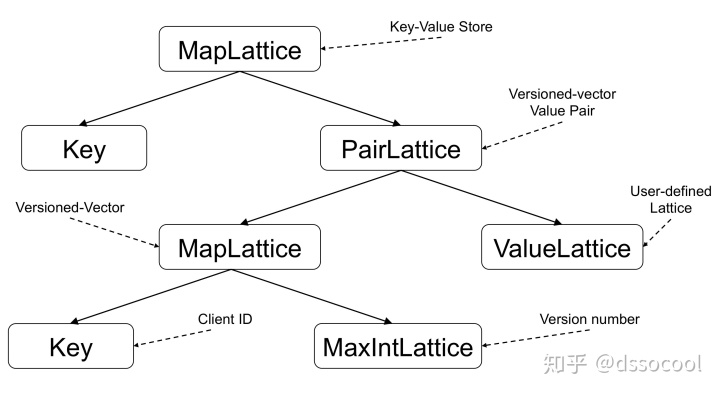 Key-Value Store
MapLattice
Versioned-vector
Value Pair
Key
PairLattice
User-defined
Lattice
Versioned-Vector
MapLattice
ValueLattice
Client ID
Version number
Key
MaxIntLattice
知乎 @dssocool